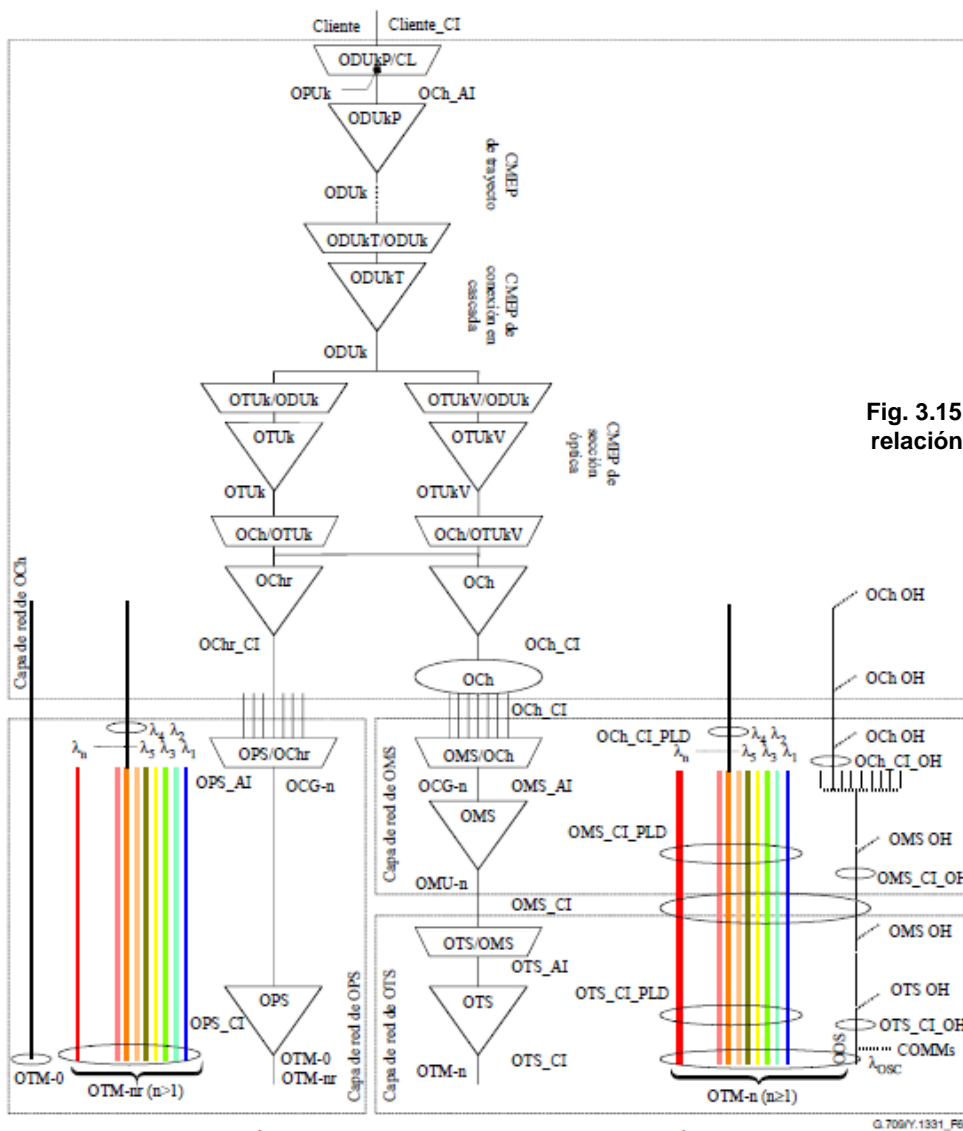 Cliente
Cliente_CI
ODUkP/CL
OPUk
OCh_AI
ODUkP
CMEP
de trayecto
ODUk
ODUkT/ODUk
ODUkT
CMEP de
conexión en
cascada
ODUk
OTUk/ODUk
OTUkV/ODUk
Fig. 3.15
relación
OTUk
OTUkV
CMEP de
sección
óptica
OTUk
OTUkV
OCh/OTUk
OCh/OTUkV
OChr
OCh
Capa de red de OCh
OChr_CI
OCh_CI
OCh
OCh_CI
OCh OH
OCh OH
OCh OH
OCh_CI_OH
λ4 λ2
λn
λ5 λ3 λ1
OPS/OChr
OPS_AI
OCG-n
Capa de red de OMS
OMS/OCh
OCG-n
OMS_AI
OMS
OMU-n
OCh_CI_PLD
λ4 λ2
λn
λ5 λ3 λ1
OMS_CI_PLD
OMS OH
OMS_CI_OH
OMS_CI
OMS OH
Capa de red de OPS
Capa de red de OTS
OTS/OMS
OTS_AI
OPS
OTS
OPS_CI
OTS_CI_PLD
OTS OH
OTS_CI_OH
OOS
COMMs
λOSC
OTM-0
OTM-nr (n>1)
OTM-0
OTM-nr
OTM-n
OTS_CI
OTM-n (n≥1)
G.709/Y.1331_F6